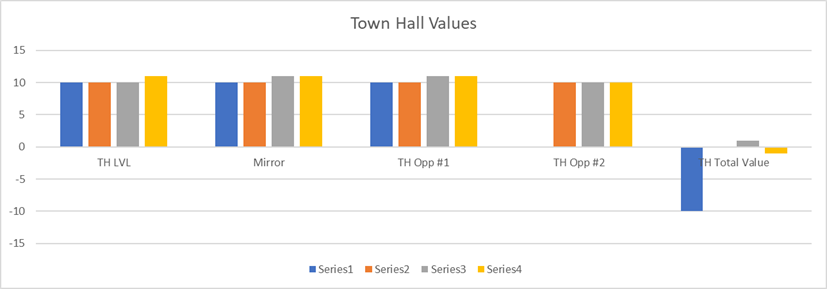 Town Hall Values
15
10
5
0
-5
-10
-15
TH LVL Mirror TH Opp #1 TH Opp #2 TH Total Value
Series1 Series2 Series3 Series4